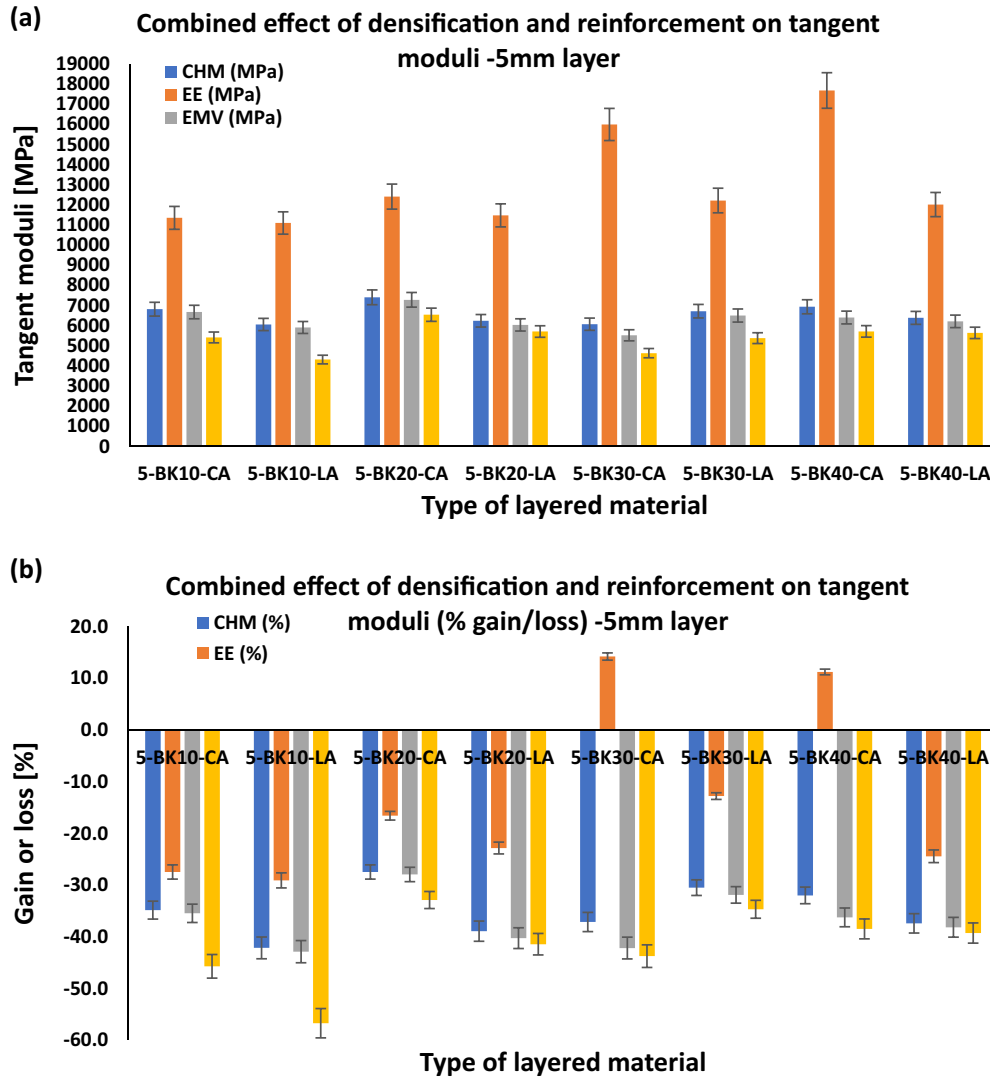 (a)
Combined effect of densification and reinforcement on tangent
moduli -5mm layer
CHM (MPa)
EE (MPa)
EMV (MPa)
Tangent moduli [MPa]
19000
18000
17000
16000
15000
14000
13000
12000
11000
10000
9000
8000
7000
6000
5000
4000
3000
2000
1000
0
5-BK10-CA 5-BK10-LA 5-BK20-CA 5-BK20-LA 5-BK30-CA 5-BK30-LA 5-BK40-CA 5-BK40-LA
Type of layered material
(b)
Combined effect of densification and reinforcement on tangent
moduli (% gain/loss) -5mm layer
CHM (%)
EE (%)
Gain or loss [%]
20.0
10.0
0.0
-10.0
-20.0
-30.0
-40.0
-50.0
-60.0
5-BK10-CA 5-BK10-LA 5-BK20-CA 5-BK20-LA 5-BK30-CA 5-BK30-LA 5-BK40-CA 5-BK40-LA
Type of layered material